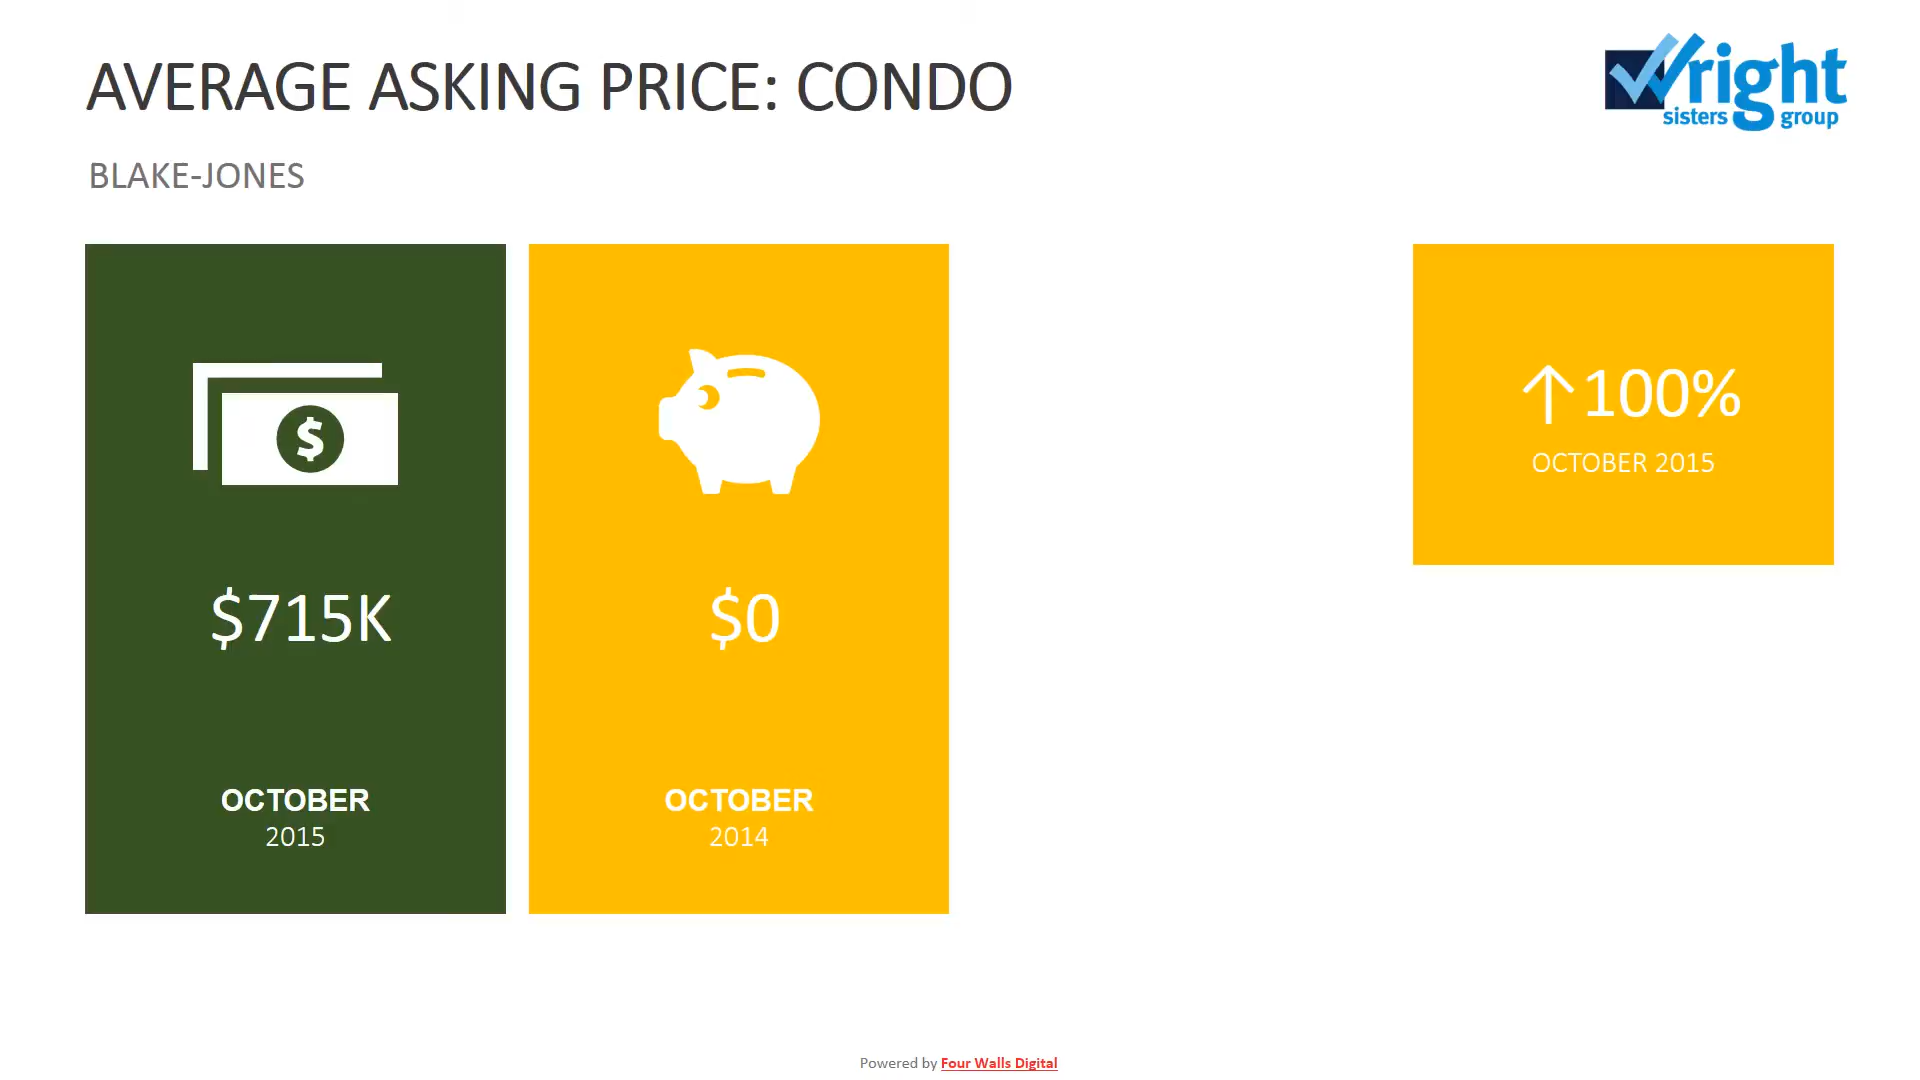 AVERAGE ASKING PRICE: CONDO
Wright
sisters group
BLAKE-JONES
$
$715K
OCTOBER
2015
$0
OCTOBER
2014
↑100%
OCTOBER 2015
Powered by Four Walls Digital